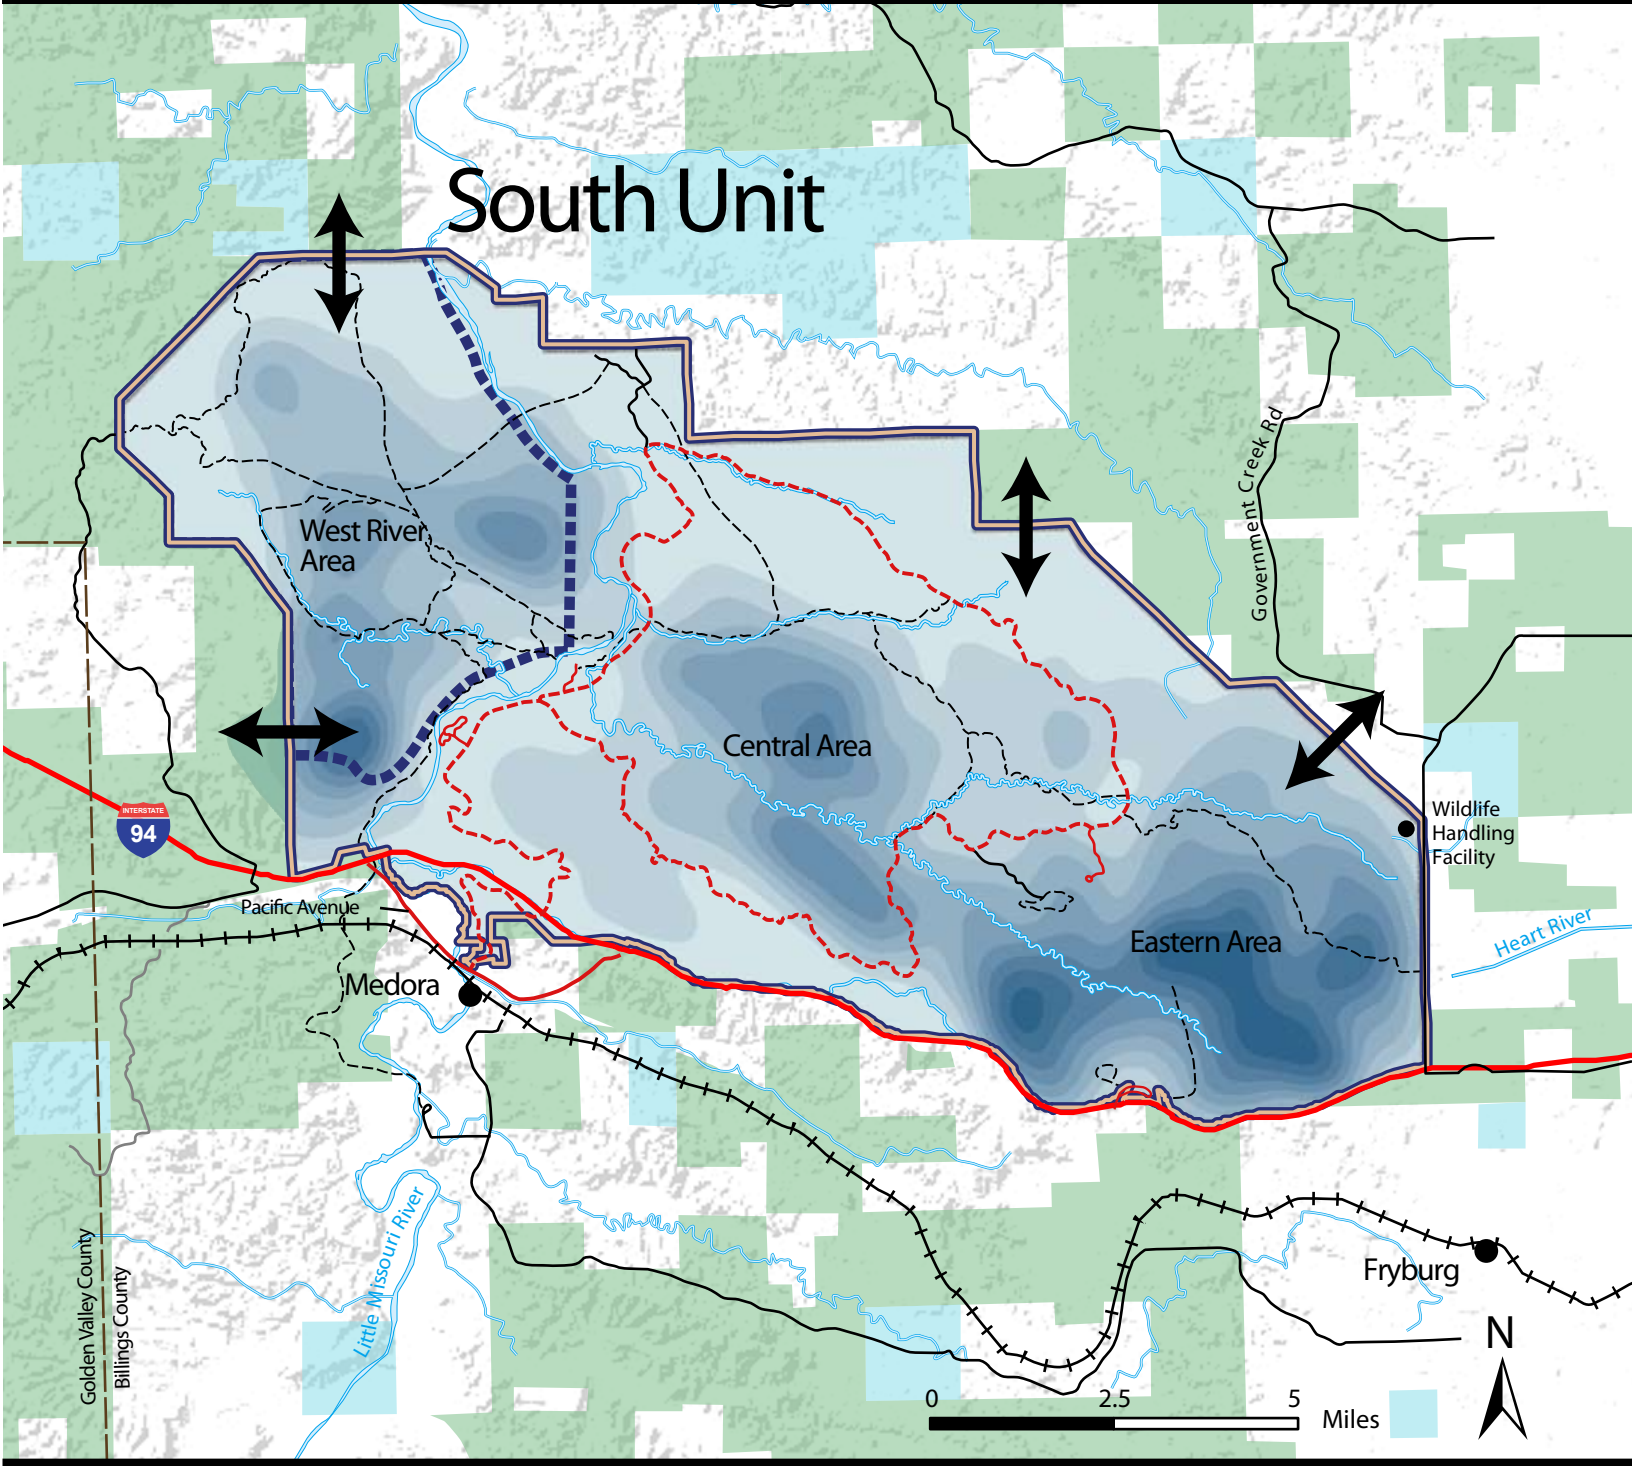 South Unit
Government Creek Rd
West River
Area
Central Area
INTERSTATE
94
Wildlife
Handling
Facility
Pacific Avenue
Eastern Area
Heart River
Medora
Little Missouri River
Golden Valley County
Billings County
Fryburg
N
0 2.5 5
Miles